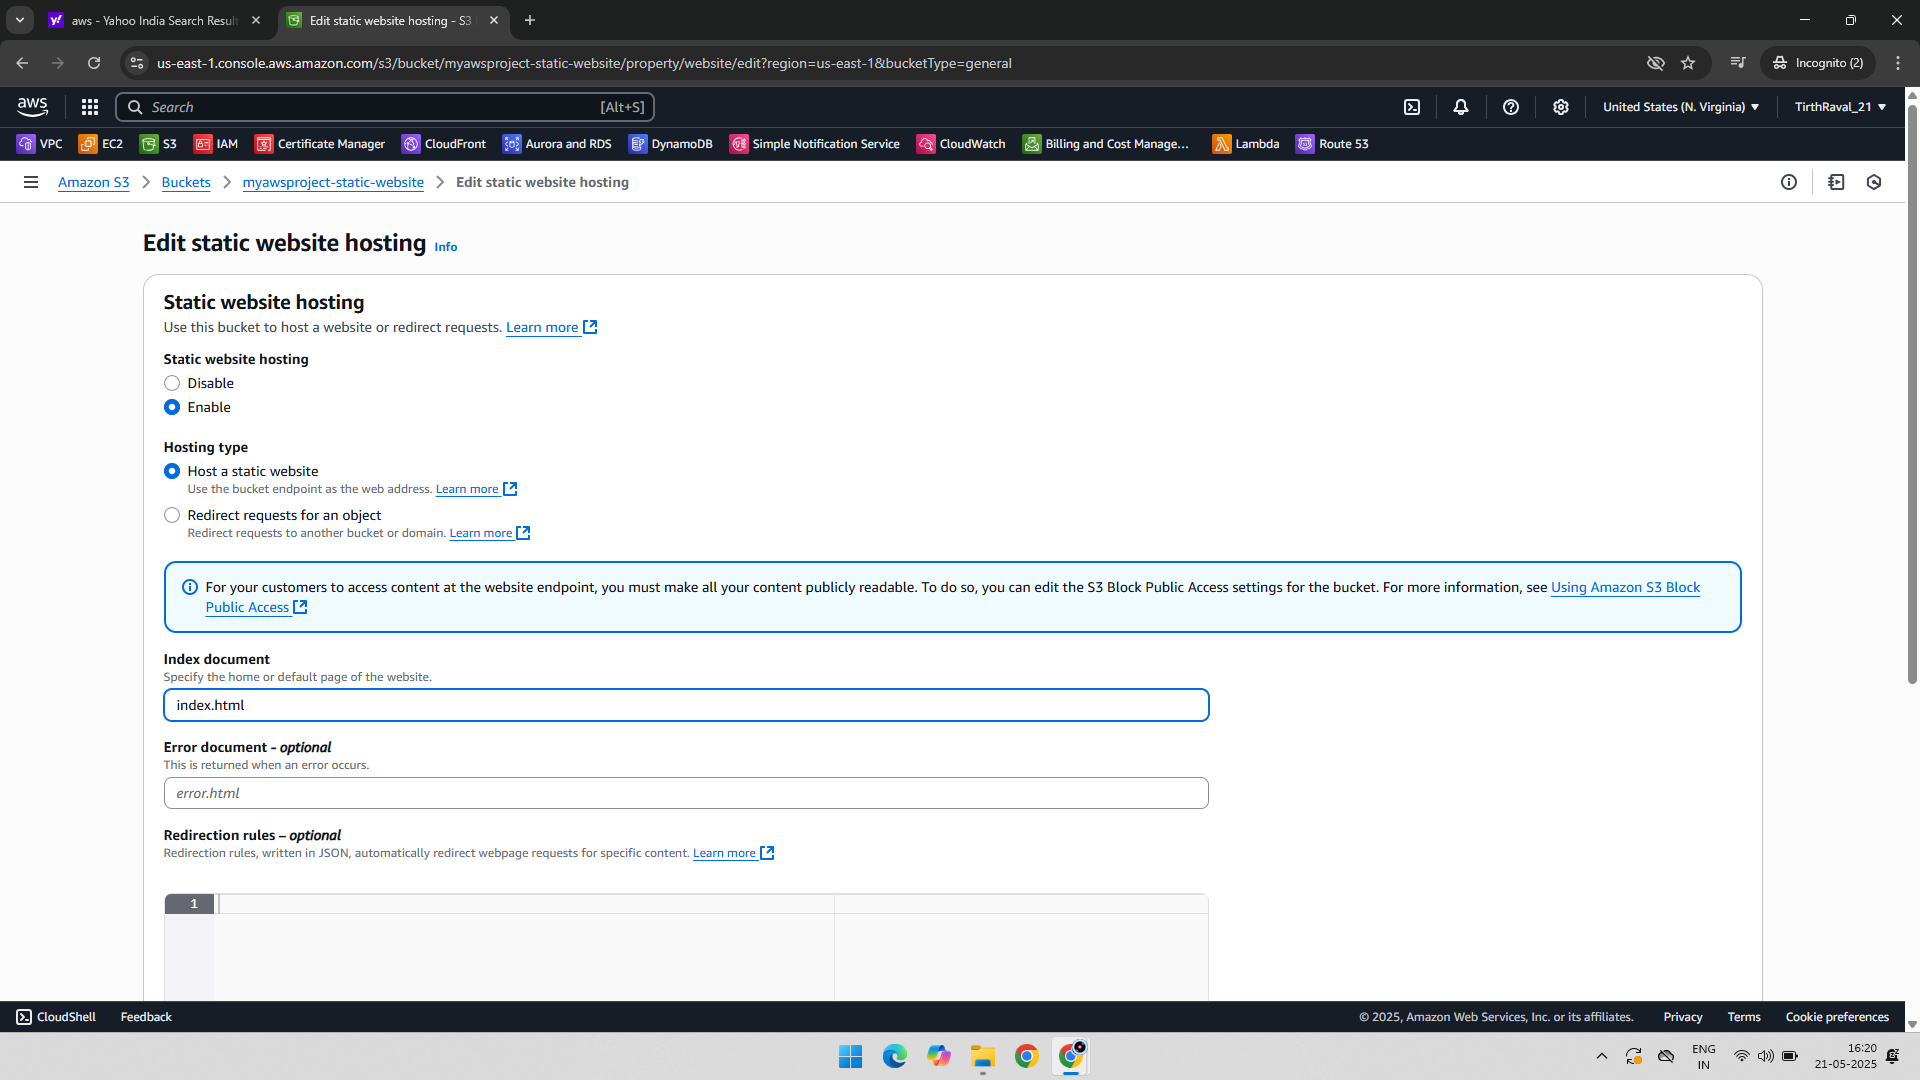 aws - Yahoo India Search Result
Edit static website hosting - S3
us-east-1.console.aws.amazon.com/s3/bucket/myawsproject-static-website/property/website/edit?region=us-east-1&bucketType=general
Incognito (2)
aws
Search
[Alt+S]
United States (N. Virginia)
TirthRaval_21
VPC
EC2
S3
IAM
Certificate Manager
CloudFront
Aurora and RDS
DynamoDB
Simple Notification Service
CloudWatch
Billing and Cost Manage...
Lambda
Route 53
Amazon S3
Buckets
myawsproject-static-website
Edit static website hosting
Edit static website hosting Info
Static website hosting
Use this bucket to host a website or redirect requests. Learn more
Static website hosting
Disable
Enable
Hosting type
Host a static website
Use the bucket endpoint as the web address. Learn more
Redirect requests for an object
Redirect requests to another bucket or domain. Learn more
For your customers to access content at the website endpoint, you must make all your content publicly readable. To do so, you can edit the S3 Block Public Access settings for the bucket. For more information, see Using Amazon S3 Block
Public Access
Index document
Specify the home or default page of the website.
index.html
Error document - optional
This is returned when an error occurs.
error.html
Redirection rules – optional
Redirection rules, written in JSON, automatically redirect webpage requests for specific content. Learn more
1
CloudShell
Feedback
© 2025, Amazon Web Services, Inc. or its affiliates.
Privacy
Terms
Cookie preferences
ENG
IN
16:20
21-05-2025